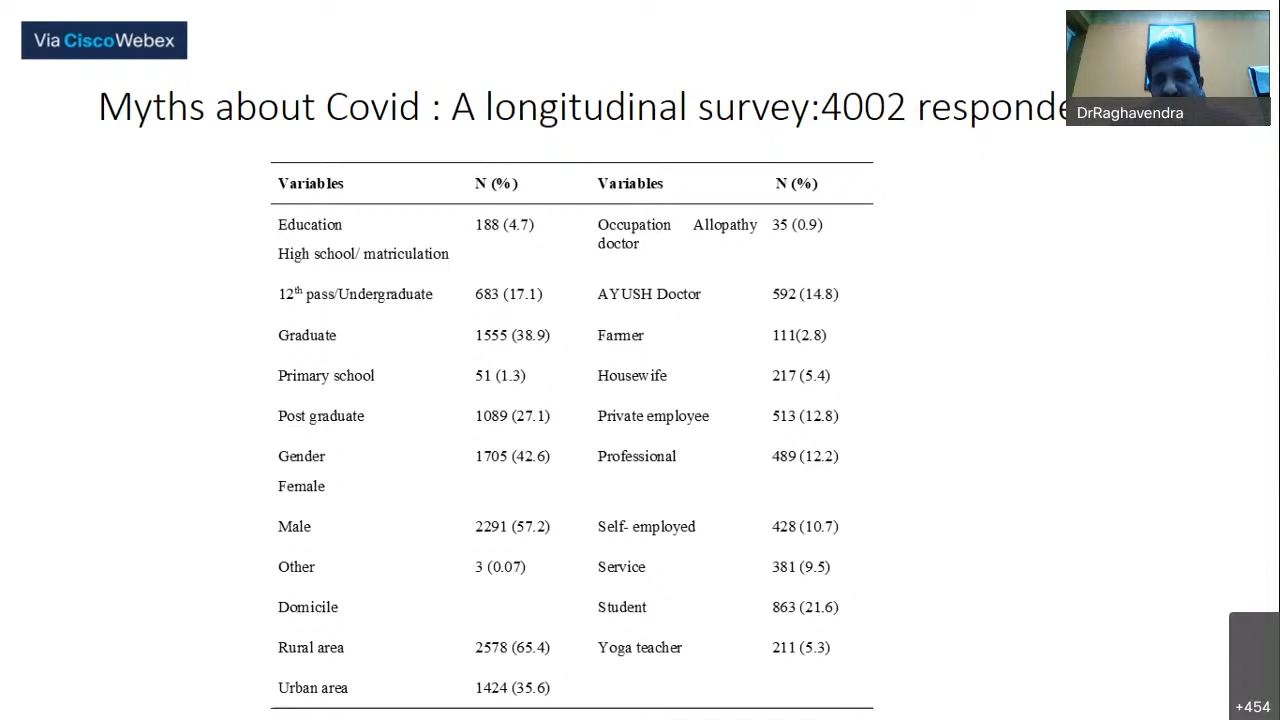 Via CiscoWebex
DrRaghavendra
Myths about Covid : A longitudinal survey:4002
Variables N (%) Variables N (%)
Education 188 (4.7) Occupation Allopathy 35 (0.9)
doctor
High school/ matriculation
12th pass/Undergraduate 683 (17.1) AYUSH Doctor 592 (14.8)
Graduate 1555 (38.9) Farmer 111(2.8)
Primary school 51 (1.3) Housewife 217 (5.4)
Post graduate 1089 (27.1) Private employee 513 (12.8)
Gender 1705 (42.6) Professional 489 (12.2)
Female
Male 2291 (57.2) Self- employed 428 (10.7)
Other 3 (0.07) Service 381 (9.5)
Domicile Student 863 (21.6)
Rural area 2578 (65.4) Yoga teacher 211 (5.3)
Urban area 1424 (35.6)
+454